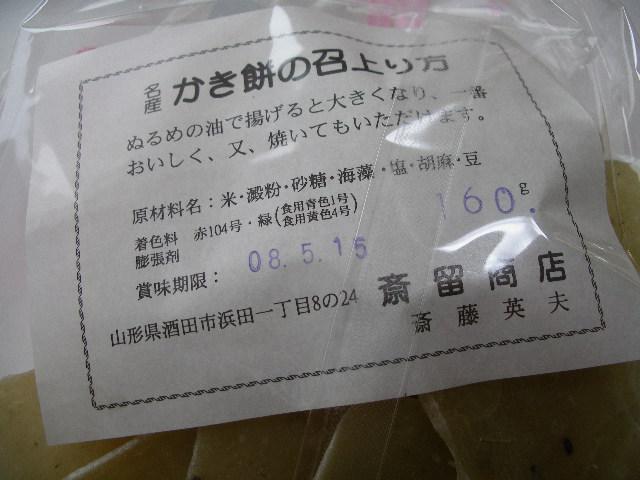 名産 かき餅の召上り方
ぬるめの油で揚げると大きくなり、一番
おいしく、又、焼いてもいただけます。
原材料名：米・澱粉・砂糖・海藻・塩・胡麻・豆
着色料 赤104号・緑(食用青色1号 食用黄色4号)
膨張剤
160g.
賞味期限： 08.5.15
山形県酒田市浜田一丁目8の24
斎留商店
斎藤英夫